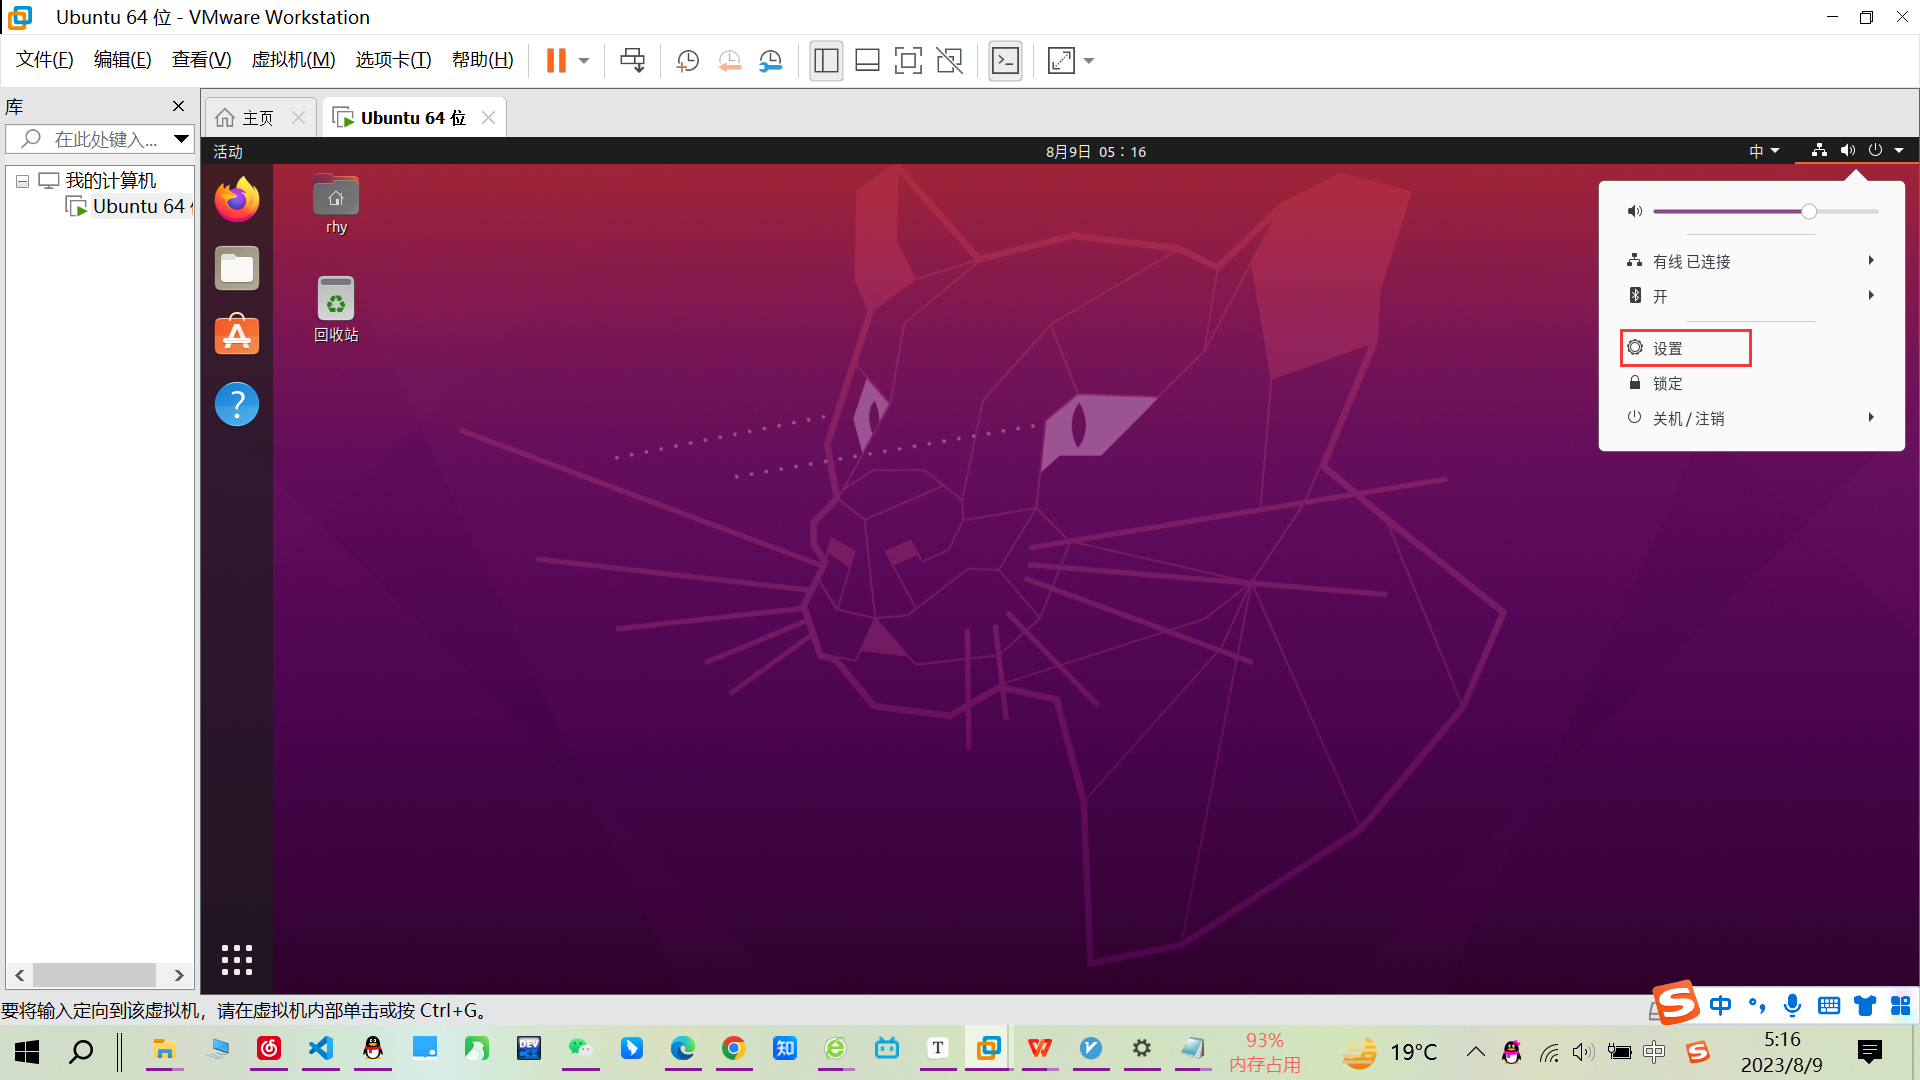 Ubuntu 64 位 - VMware Workstation
文件(F) 编辑(E) 查看(V) 虚拟机(M) 选项卡(T) 帮助(H)
库
在此处键入...
我的计算机
Ubuntu 64
主页
Ubuntu 64 位
活动
8月9日 05：16
中
rhy
回收站
有线 已连接
开
设置
锁定
关机 / 注销
要将输入定向到该虚拟机，请在虚拟机内部单击或按 Ctrl+G。
S 中
DEV
C++
知
T
93%
内存占用
19°C
中
S
5:16
2023/8/9